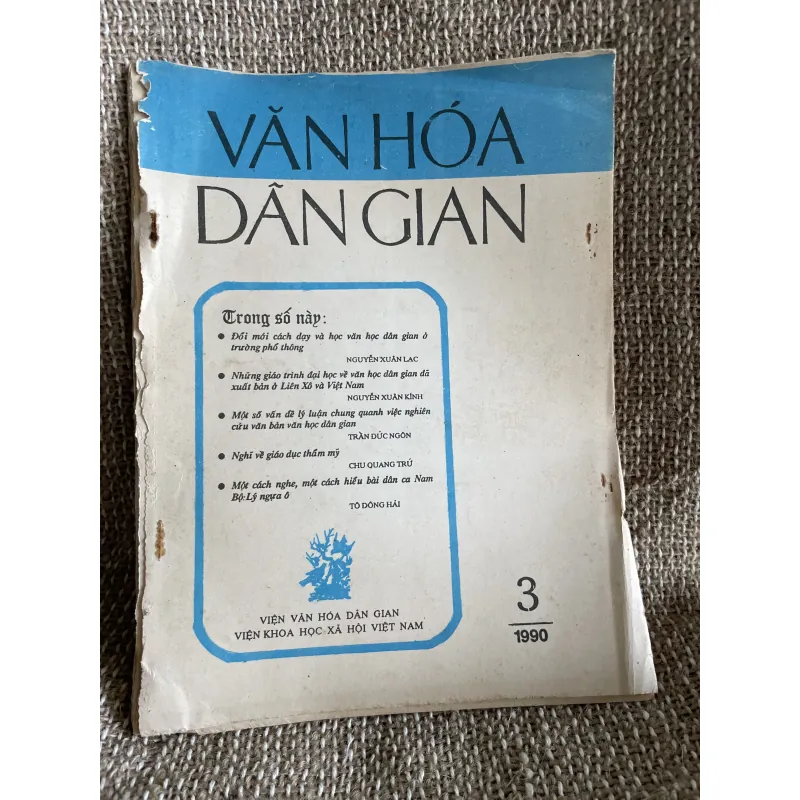 VĂN HÓA
DÂN GIAN
Trong số này:
● Đổi mới cách dạy và học văn học dân gian ở
trường phổ thông
NGUYỄN XUÂN LẠC
● Những giáo trình đại học về văn học dân gian đã
xuất bản ở Liên Xô và Việt Nam
NGUYỄN XUÂN KÍNH
● Một số vấn đề lý luận chung quanh việc nghiên
cứu văn bản văn học dân gian
TRẦN ĐỨC NGÔN
● Nghĩ về giáo dục thẩm mỹ
CHU QUANG TRỨ
● Một cách nghe, một cách hiểu bài dân ca Nam
Bộ: Lý ngựa ô
TÔ ĐÔNG HẢI
VIỆN VĂN HÓA DÂN GIAN
VIỆN KHOA HỌC XÃ HỘI VIỆT NAM
3
1990